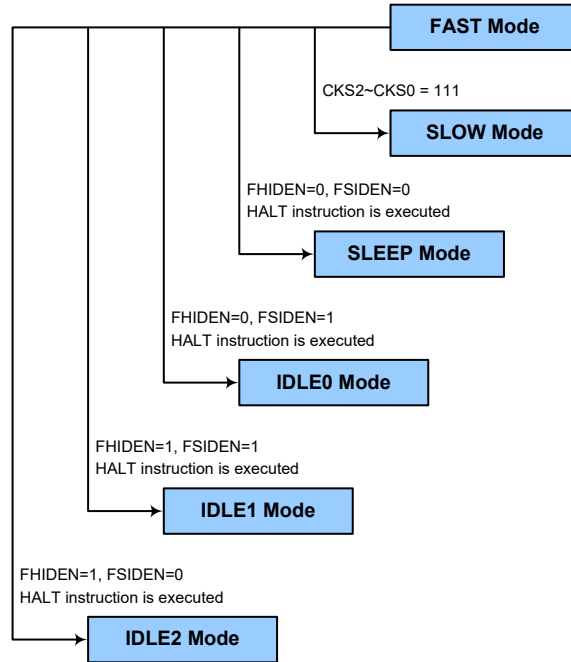 FAST Mode
CKS2~CKS0 = 111
SLOW Mode
FHIDEN=0, FSIDEN=0
HALT instruction is executed
SLEEP Mode
FHIDEN=0, FSIDEN=1
HALT instruction is executed
IDLE0 Mode
FHIDEN=1, FSIDEN=1
HALT instruction is executed
IDLE1 Mode
FHIDEN=1, FSIDEN=0
HALT instruction is executed
IDLE2 Mode